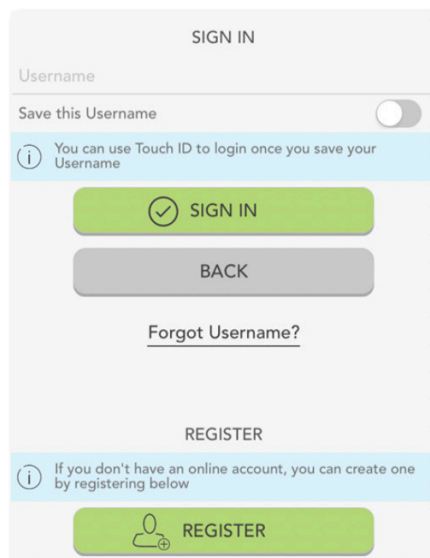 SIGN IN
Username
Save this Username
You can use Touch ID to login once you save your
Username
SIGN IN
BACK
Forgot Username?
REGISTER
If you don't have an online account, you can create one
by registering below
REGISTER